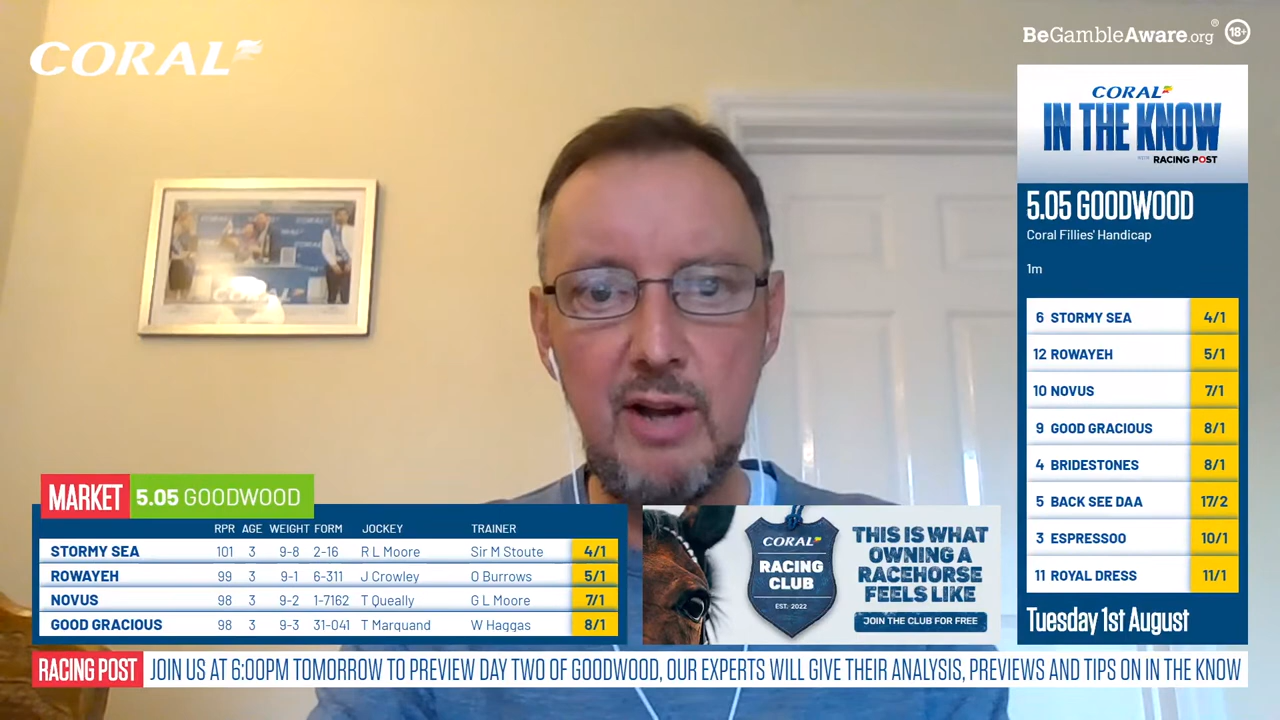 CORAL
BeGambleAware.org® 18+
CORAL
CORAL
CORAL
IN THE KNOW
WITH RACING POST
5.05 GOODWOOD
Coral Fillies' Handicap
1m
6 STORMY SEA 4/1
12 ROWAYEH 5/1
10 NOVUS 7/1
9 GOOD GRACIOUS 8/1
4 BRIDESTONES 8/1
5 BACK SEE DAA 17/2
3 ESPRESSOO 10/1
11 ROYAL DRESS 11/1
Tuesday 1st August
MARKET 5.05 GOODWOOD
RPR AGE WEIGHT FORM JOCKEY TRAINER
STORMY SEA 101 3 9-8 2-16 R L Moore Sir M Stoute 4/1
ROWAYEH 99 3 9-1 6-311 J Crowley O Burrows 5/1
NOVUS 98 3 9-2 1-7162 T Queally G L Moore 7/1
GOOD GRACIOUS 98 3 9-3 31-041 T Marquand W Haggas 8/1
CORAL
RACING
CLUB
EST. 2022
THIS IS WHAT
OWNING A
RACEHORSE
FEELS LIKE
JOIN THE CLUB FOR FREE
RACING POST JOIN US AT 6:00PM TOMORROW TO PREVIEW DAY TWO OF GOODWOOD, OUR EXPERTS WILL GIVE THEIR ANALYSIS, PREVIEWS AND TIPS ON IN THE KNOW